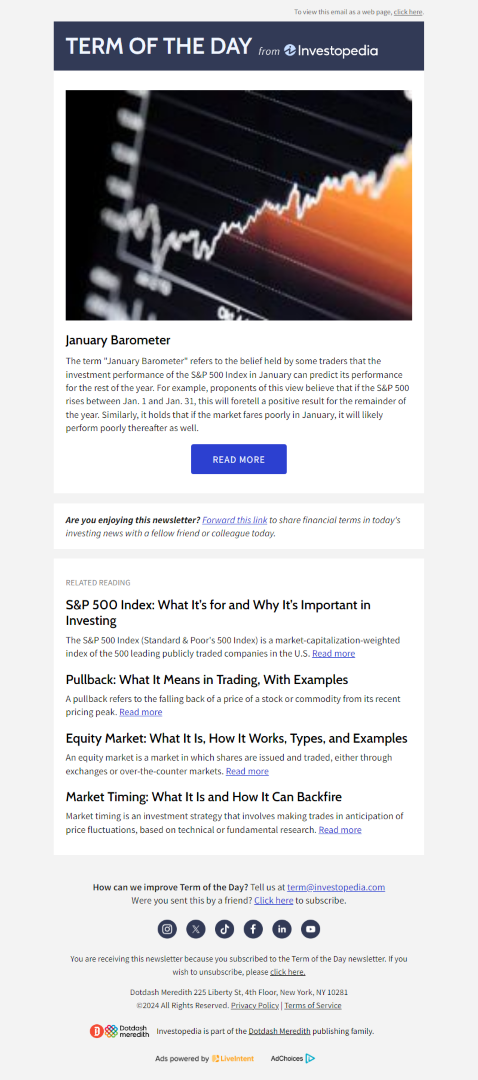 To view this email as a web page, click here.
TERM OF THE DAY from Investopedia
January Barometer
The term "January Barometer" refers to the belief held by some traders that the
investment performance of the S&P 500 Index in January can predict its performance
for the rest of the year. For example, proponents of this view believe that if the S&P 500
rises between Jan. 1 and Jan. 31, this will foretell a positive result for the remainder of
the year. Similarly, it holds that if the market fares poorly in January, it will likely
perform poorly thereafter as well.
READ MORE
Are you enjoying this newsletter? Forward this link to share financial terms in today's
investing news with a fellow friend or colleague today.
RELATED READING
S&P 500 Index: What It's for and Why It's Important in
Investing
The S&P 500 Index (Standard & Poor's 500 Index) is a market-capitalization-weighted
index of the 500 leading publicly traded companies in the U.S. Read more
Pullback: What It Means in Trading, With Examples
A pullback refers to the falling back of a price of a stock or commodity from its recent
pricing peak. Read more
Equity Market: What It Is, How It Works, Types, and Examples
An equity market is a market in which shares are issued and traded, either through
exchanges or over-the-counter markets. Read more
Market Timing: What It Is and How It Can Backfire
Market timing is an investment strategy that involves making trades in anticipation of
price fluctuations, based on technical or fundamental research. Read more
How can we improve Term of the Day? Tell us at term@investopedia.com
Were you sent this by a friend? Click here to subscribe.
You are receiving this newsletter because you subscribed to the Term of the Day newsletter. If you
wish to unsubscribe, please click here.
Dotdash Meredith 225 Liberty St, 4th Floor, New York, NY 10281
©2024 All Rights Reserved. Privacy Policy | Terms of Service
Dotdash
meredith
Investopedia is part of the Dotdash Meredith publishing family.
Ads powered by LiveIntent AdChoices